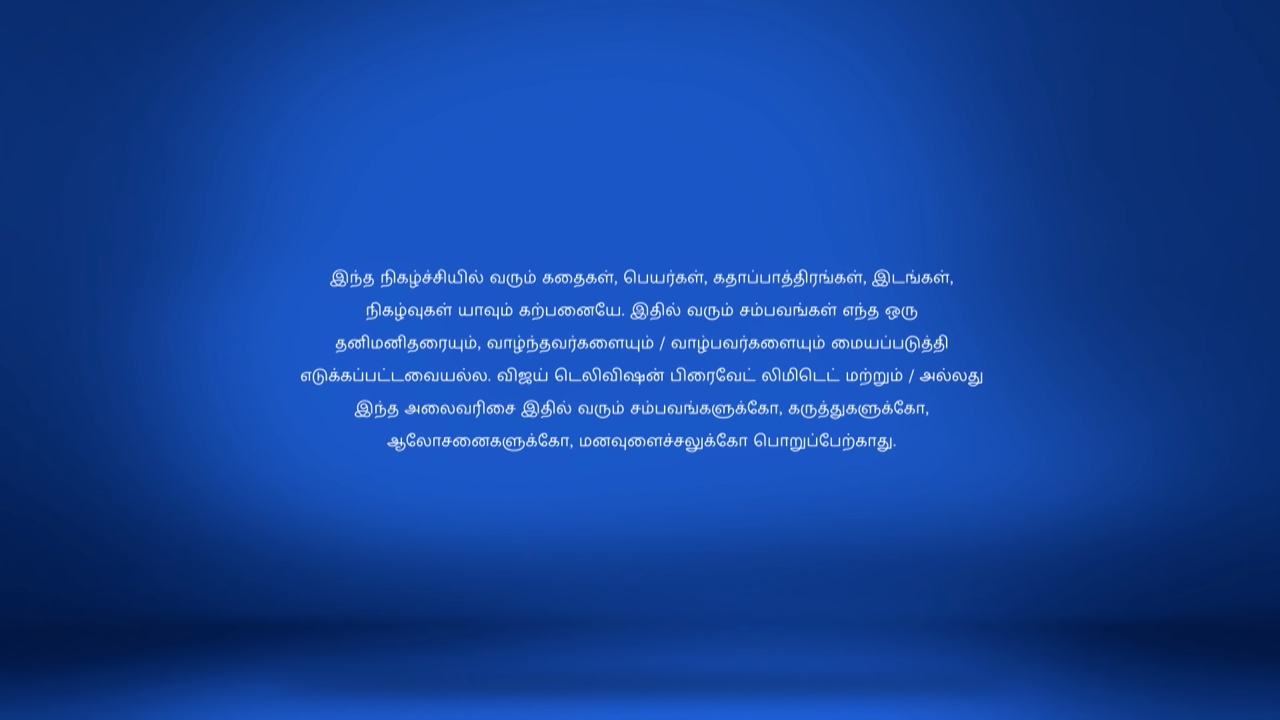 இந்த நிகழ்ச்சியில் வரும் கதைகள், பெயர்கள், கதாப்பாத்திரங்கள், இடங்கள்,
நிகழ்வுகள் யாவும் கற்பனையே. இதில் வரும் சம்பவங்கள் எந்த ஒரு
தனிமனிதரையும், வாழ்ந்தவர்களையும் / வாழ்பவர்களையும் மையப்படுத்தி
எடுக்கப்பட்டவையல்ல. விஜய் டெலிவிஷன் பிரைவேட் லிமிடெட் மற்றும் / அல்லது
இந்த அலைவரிசை இதில் வரும் சம்பவங்களுக்கோ, கருத்துகளுக்கோ,
ஆலோசனைகளுக்கோ, மனவுளைச்சலுக்கோ பொறுப்பேற்காது.